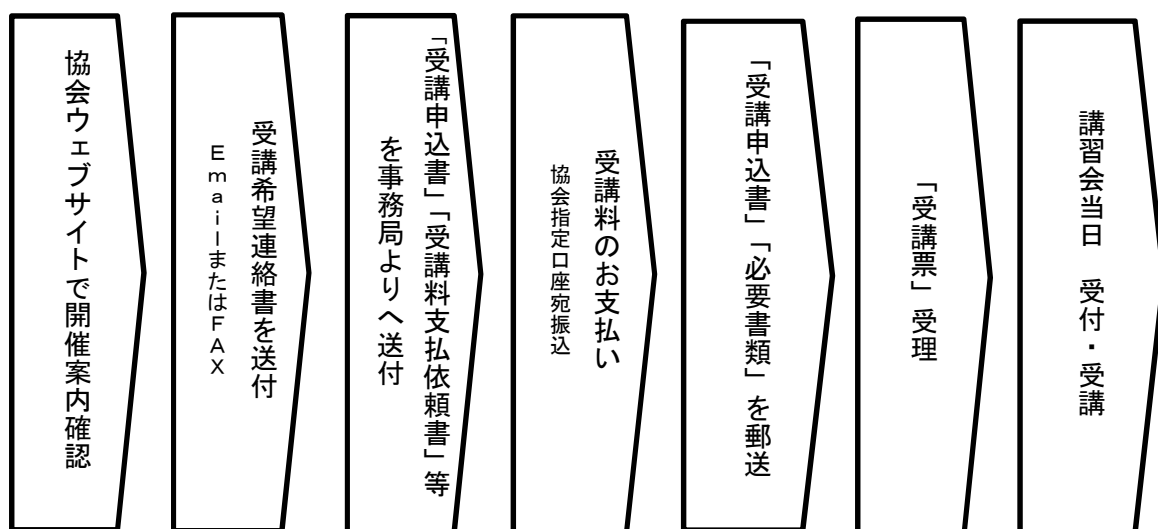 協会ウェブサイトで開催案内確認
受講希望連絡書を送付
EmailまたはFAX
「受講申込書」「受講料支払依頼書」等
を事務局よりへ送付
受講料のお支払い
協会指定口座宛振込
「受講申込書」「必要書類」を郵送
「受講票」受理
講習会当日　受付・受講